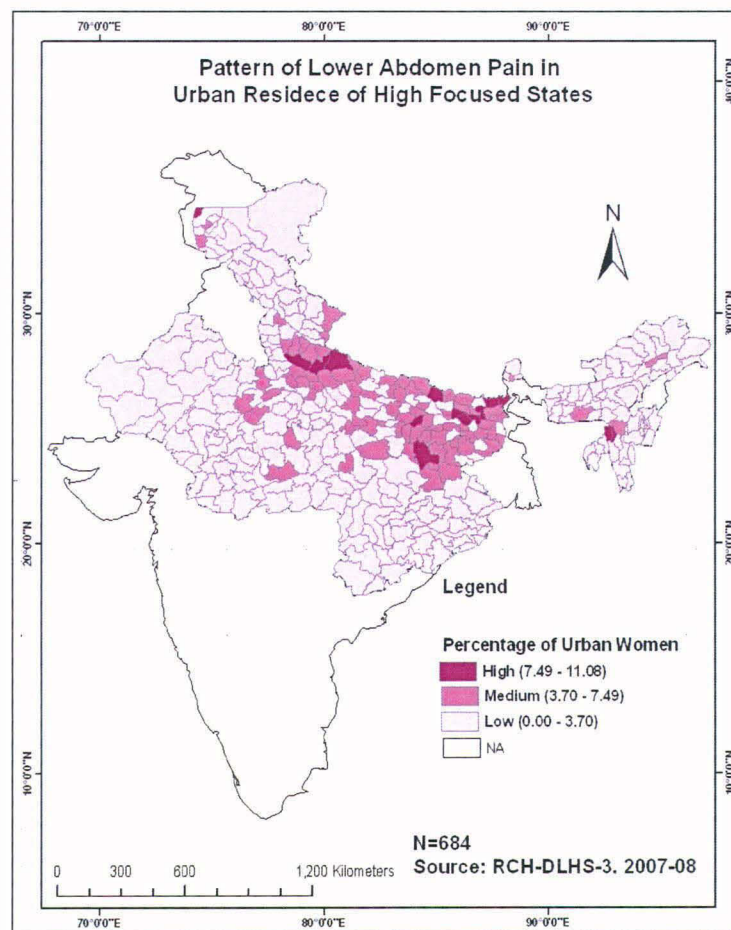 70°0'0"E 80°0'0"E 90°0'0"E
Pattern of Lower Abdomen Pain in
Urban Residece of High Focused States
N
30°0'0"N
20°0'0"N
10°0'0"N
Legend
Percentage of Urban Women
High (7.49 - 11.08)
Medium (3.70 - 7.49)
Low (0.00 - 3.70)
NA
N=684
Source: RCH-DLHS-3. 2007-08
0 300 600 1,200 Kilometers
70°0'0"E 80°0'0"E 90°0'0"E